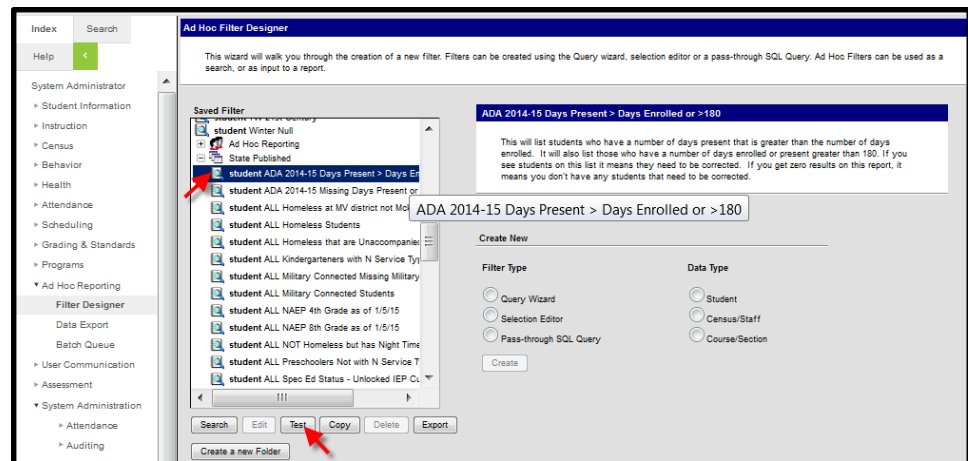 Index Search
Help <
System Administrator
Student Information
Instruction
Census
Behavior
Health
Attendance
Scheduling
Grading & Standards
Programs
Ad Hoc Reporting
Filter Designer
Data Export
Batch Queue
User Communication
Assessment
System Administration
Attendance
Auditing
Ad Hoc Filter Designer
This wizard will walk you through the creation of a new filter. Filters can be created using the Query wizard, selection editor or a pass-through SQL Query. Ad Hoc Filters can be used as a
search, or as input to a report.
Saved Filter
student Winter Null
Ad Hoc Reporting
State Published
student ADA 2014-15 Days Present > Days En
student ADA 2014-15 Missing Days Present or
student ALL Homeless at MV district not McK
student ALL Homeless Students
student ALL Homeless that are Unaccompanie
student ALL Kindergarteners with N Service Typ
student ALL Military Connected Missing Military
student ALL Military Connected Students
student ALL NAEP 4th Grade as of 1/5/15
student ALL NAEP 8th Grade as of 1/5/15
student ALL NOT Homeless but has Night Time
student ALL Preschoolers Not with N Service T
student ALL Spec Ed Status - Unlocked IEP Cu
Search Edit Test Copy Delete Export
Create a new Folder
ADA 2014-15 Days Present > Days Enrolled or >180
This will list students who have a number of days present that is greater than the number of days
enrolled. It will also list those who have a number of days enrolled or present greater than 180. If you
see students on this list it means they need to be corrected. If you get zero results on this report, it
means you don't have any students that need to be corrected.
ADA 2014-15 Days Present > Days Enrolled or >180
Create New
Filter Type Data Type
Query Wizard Student
Selection Editor Census/Staff
Pass-through SQL Query Course/Section
Create